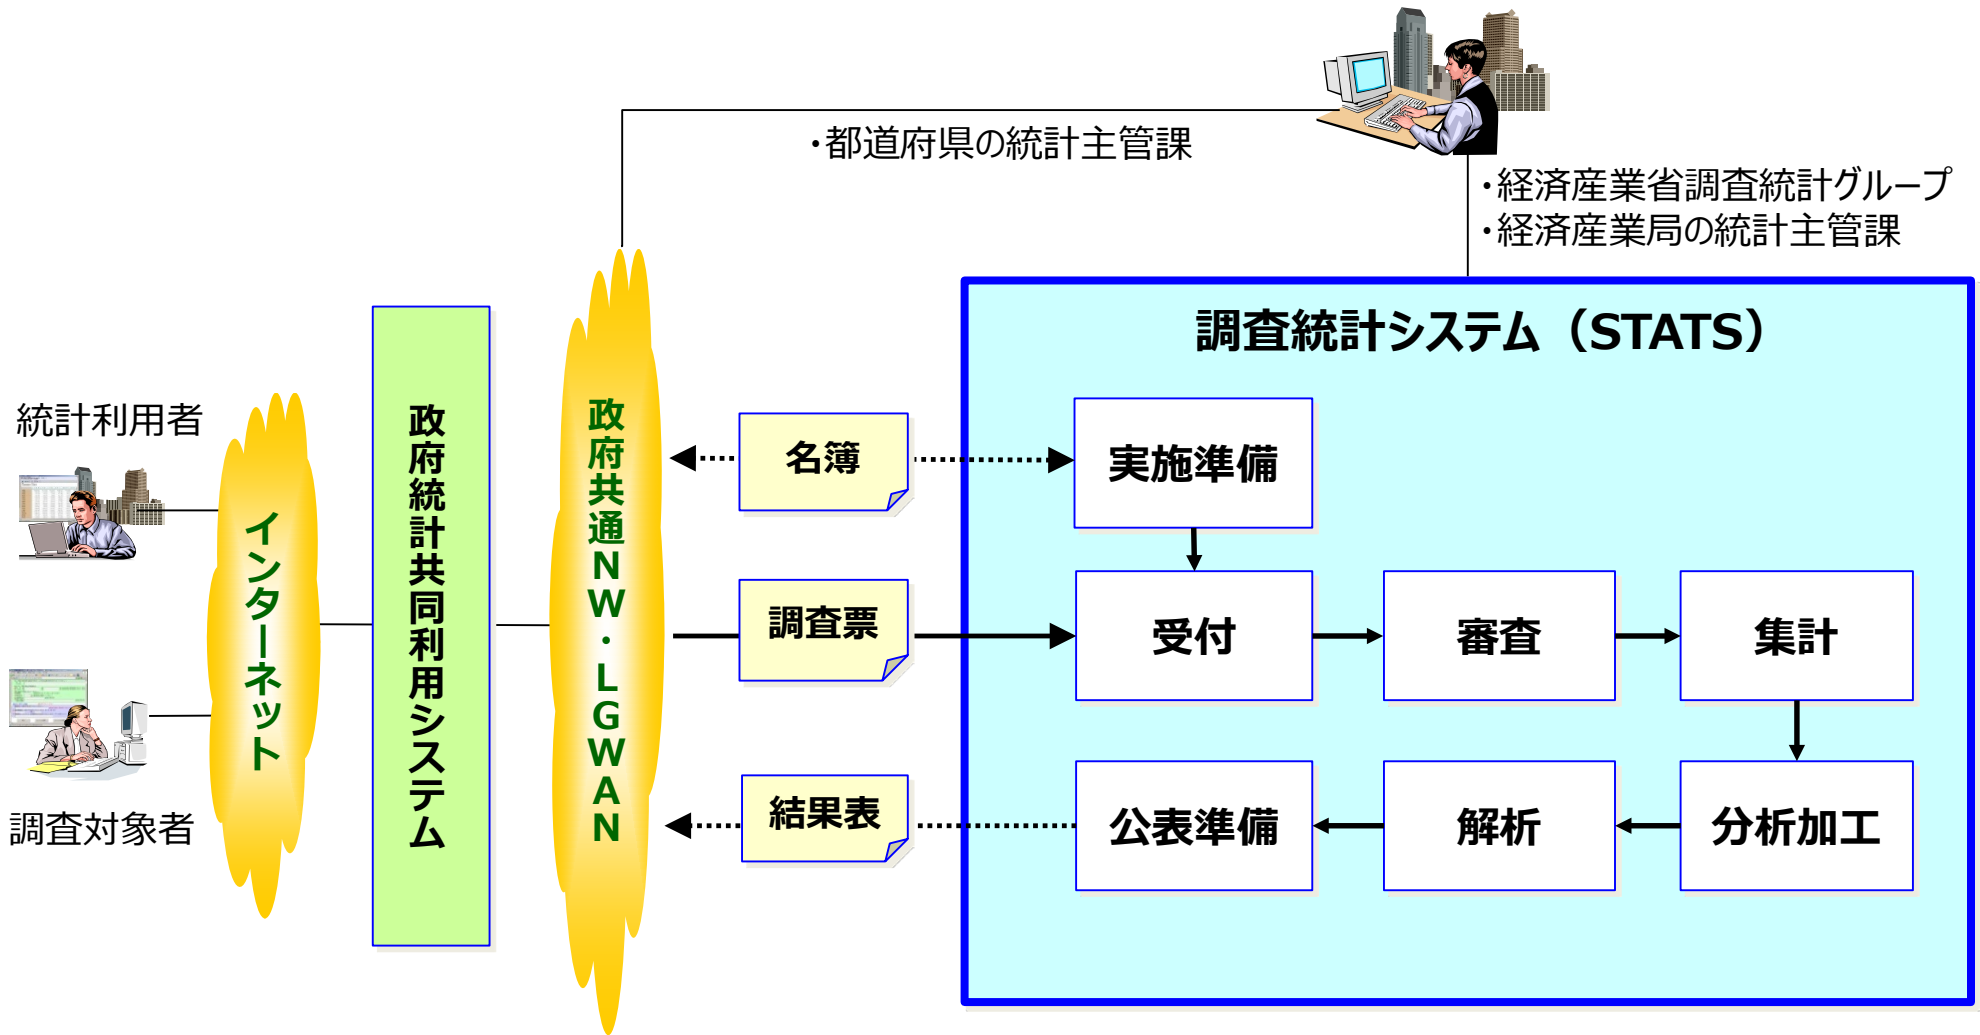 ・都道府県の統計主管課
・経済産業省調査統計グループ
・経済産業局の統計主管課
統計利用者
調査対象者
インターネット
政府統計共同利用システム
政府共通NW・LGWAN
名簿
調査票
結果表
調査統計システム（STATS）
実施準備
受付
審査
集計
公表準備
解析
分析加工